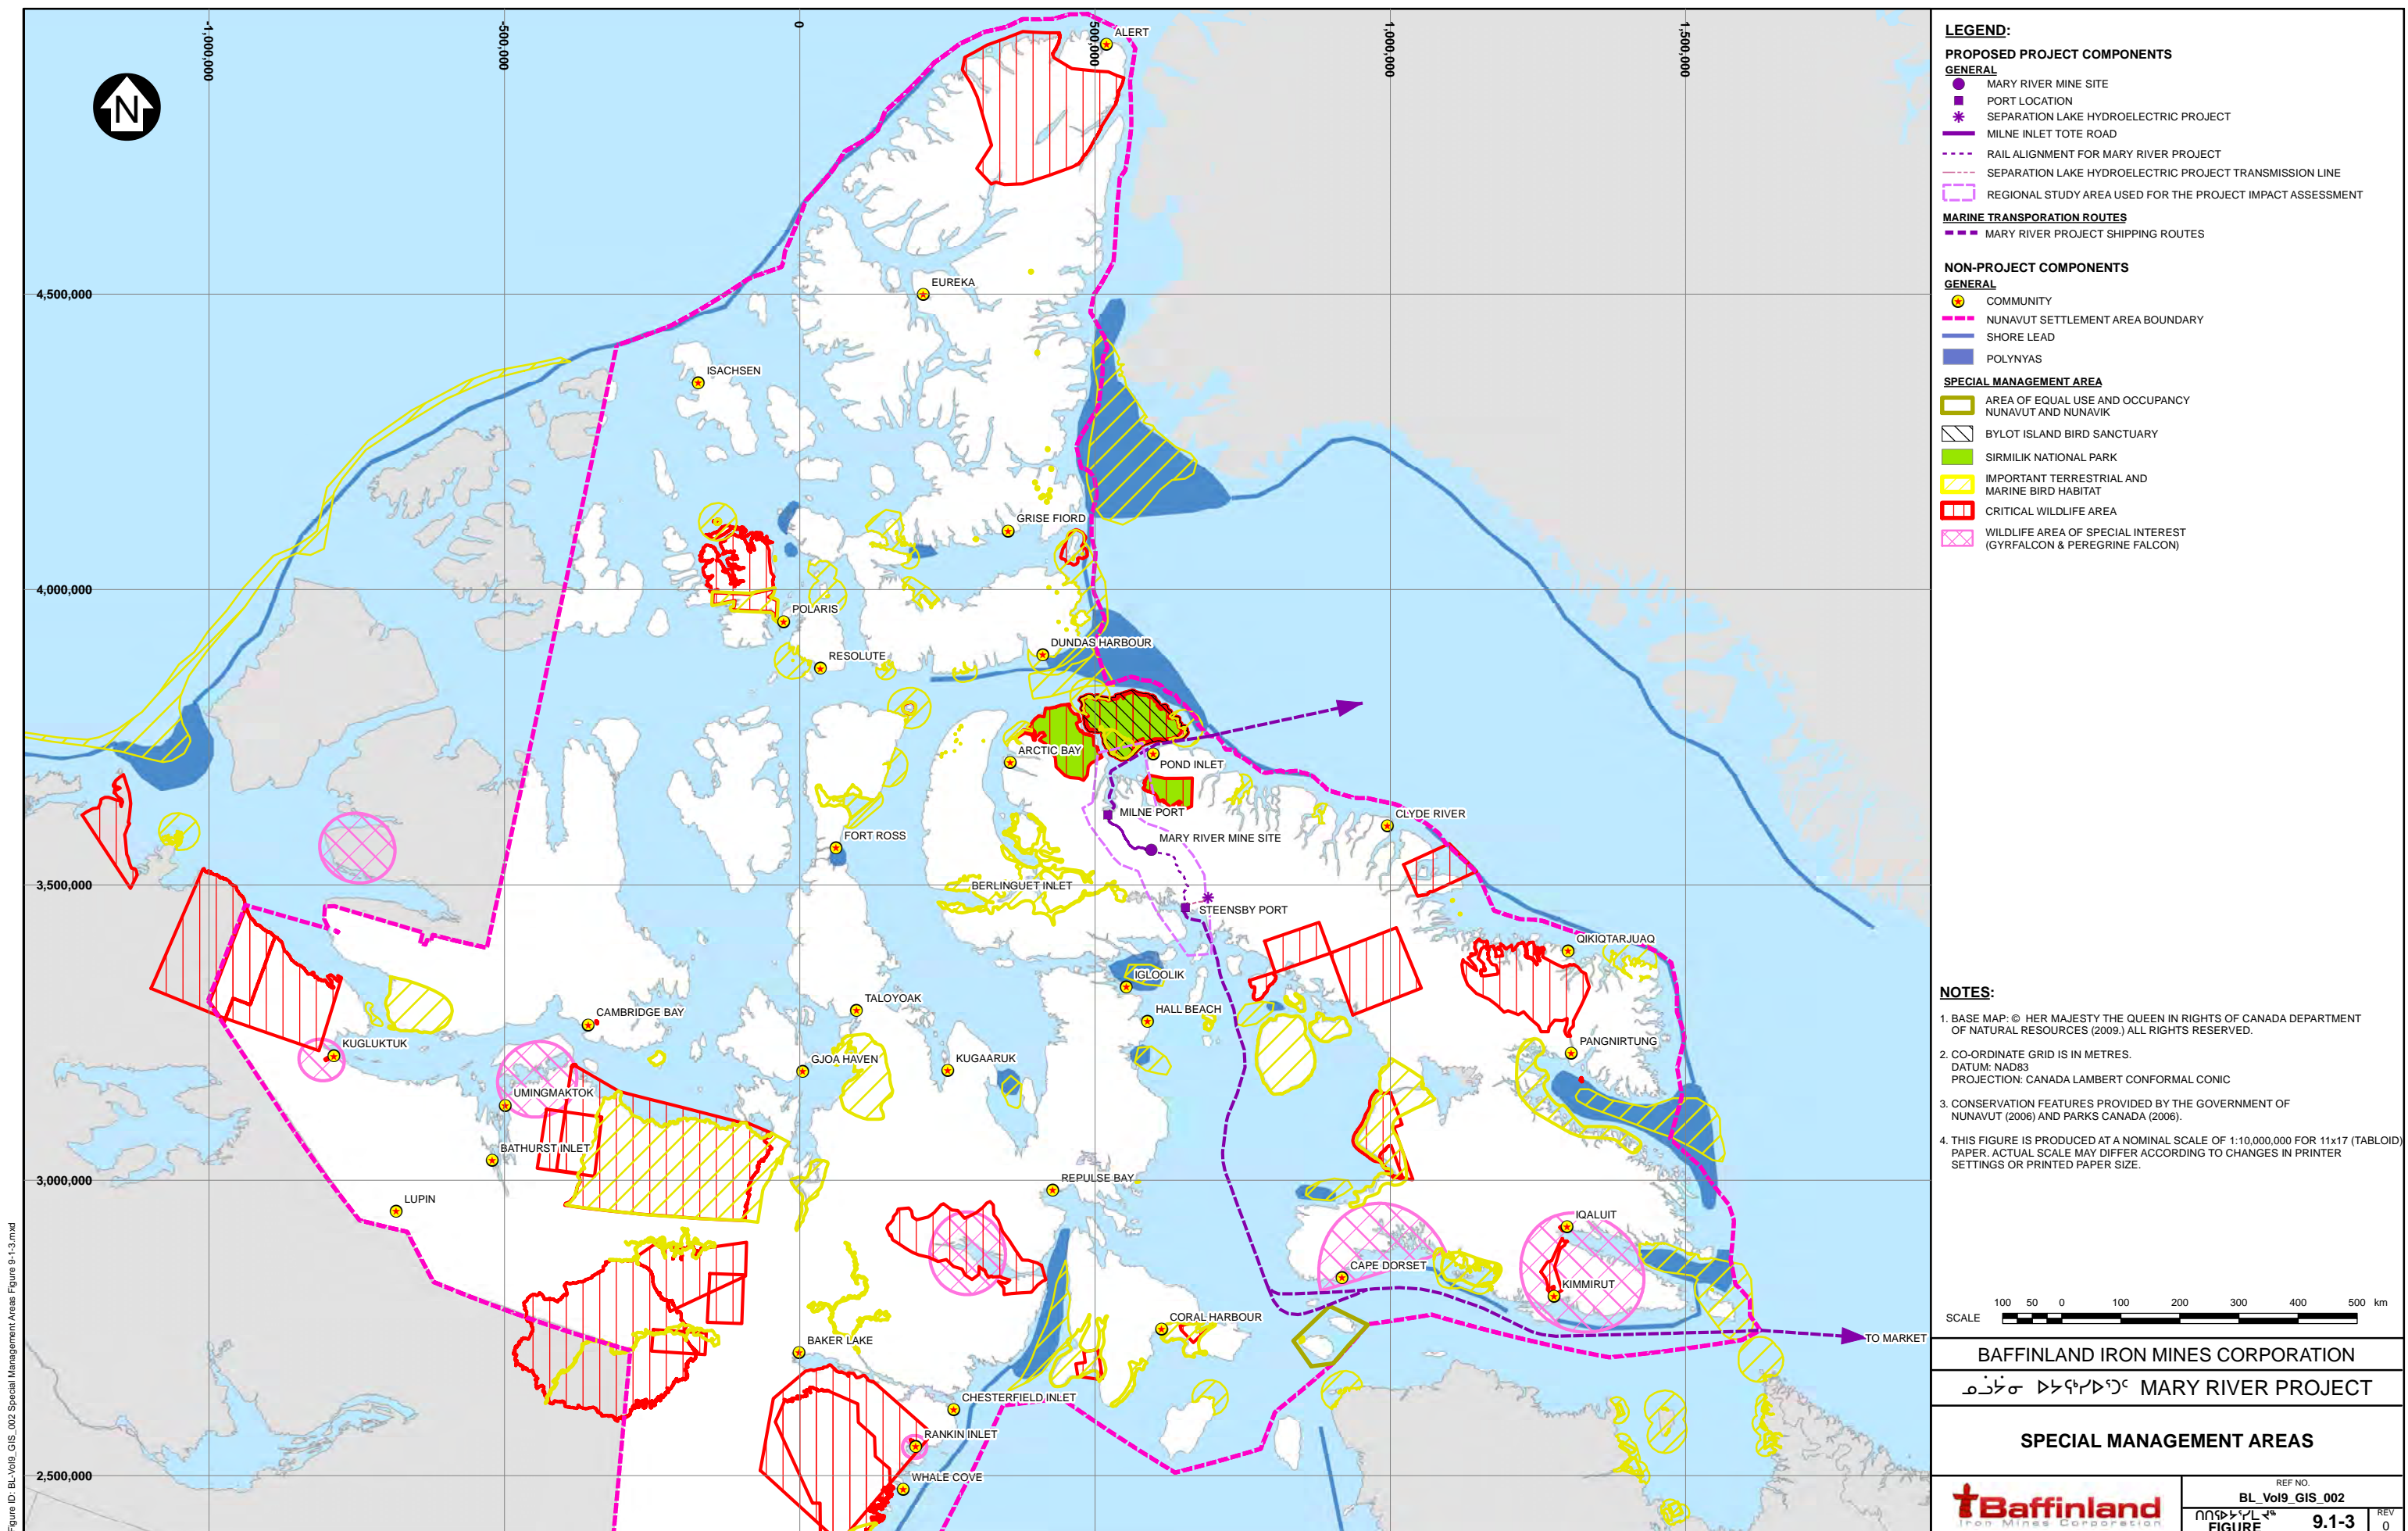 -1,000,000
-500,000
0
500,000
1,000,000
1,500,000
N
ALERT
4,500,000
EUREKA
ISACHSEN
GRISE FIORD
4,000,000
POLARIS
DUNDAS HARBOUR
RESOLUTE
ARCTIC BAY
POND INLET
MILNE PORT
CLYDE RIVER
FORT ROSS
MARY RIVER MINE SITE
3,500,000
BERLINGUET INLET
STEENSBY PORT
QIKIQTARJUAQ
IGLOOLIK
TALOYOAK
HALL BEACH
CAMBRIDGE BAY
KUGLUKTUK
GJOA HAVEN
KUGAARUK
PANGNIRTUNG
UMINGMAKTOK
BATHURST INLET
3,000,000
REPULSE BAY
LUPIN
IQALUIT
CAPE DORSET
KIMMIRUT
CORAL HARBOUR
BAKER LAKE
TO MARKET
CHESTERFIELD INLET
RANKIN INLET
2,500,000
WHALE COVE
Figure ID: BL-Vol9_GIS_002 Special Management Areas Figure 9-1-3.mxd
LEGEND:
PROPOSED PROJECT COMPONENTS
GENERAL
MARY RIVER MINE SITE
PORT LOCATION
SEPARATION LAKE HYDROELECTRIC PROJECT
MILNE INLET TOTE ROAD
RAIL ALIGNMENT FOR MARY RIVER PROJECT
SEPARATION LAKE HYDROELECTRIC PROJECT TRANSMISSION LINE
REGIONAL STUDY AREA USED FOR THE PROJECT IMPACT ASSESSMENT
MARINE TRANSPORATION ROUTES
MARY RIVER PROJECT SHIPPING ROUTES
NON-PROJECT COMPONENTS
GENERAL
COMMUNITY
NUNAVUT SETTLEMENT AREA BOUNDARY
SHORE LEAD
POLYNYAS
SPECIAL MANAGEMENT AREA
AREA OF EQUAL USE AND OCCUPANCY
NUNAVUT AND NUNAVIK
BYLOT ISLAND BIRD SANCTUARY
SIRMILIK NATIONAL PARK
IMPORTANT TERRESTRIAL AND
MARINE BIRD HABITAT
CRITICAL WILDLIFE AREA
WILDLIFE AREA OF SPECIAL INTEREST
(GYRFALCON & PEREGRINE FALCON)
NOTES:
1. BASE MAP: © HER MAJESTY THE QUEEN IN RIGHTS OF CANADA DEPARTMENT
OF NATURAL RESOURCES (2009.) ALL RIGHTS RESERVED.
2. CO-ORDINATE GRID IS IN METRES.
DATUM: NAD83
PROJECTION: CANADA LAMBERT CONFORMAL CONIC
3. CONSERVATION FEATURES PROVIDED BY THE GOVERNMENT OF
NUNAVUT (2006) AND PARKS CANADA (2006).
4. THIS FIGURE IS PRODUCED AT A NOMINAL SCALE OF 1:10,000,000 FOR 11x17 (TABLOID)
PAPER. ACTUAL SCALE MAY DIFFER ACCORDING TO CHANGES IN PRINTER
SETTINGS OR PRINTED PAPER SIZE.
100 50 0 100 200 300 400 500 km
SCALE
BAFFINLAND IRON MINES CORPORATION
ᓄᓘᔮᓂ ᐅᔭᕋᒃᓯᐅᕐᑐᑦ MARY RIVER PROJECT
SPECIAL MANAGEMENT AREAS
Baffinland
Iron Mines Corporation
REF NO.
BL_Vol9_GIS_002
FIGURE 9.1-3
REV
0